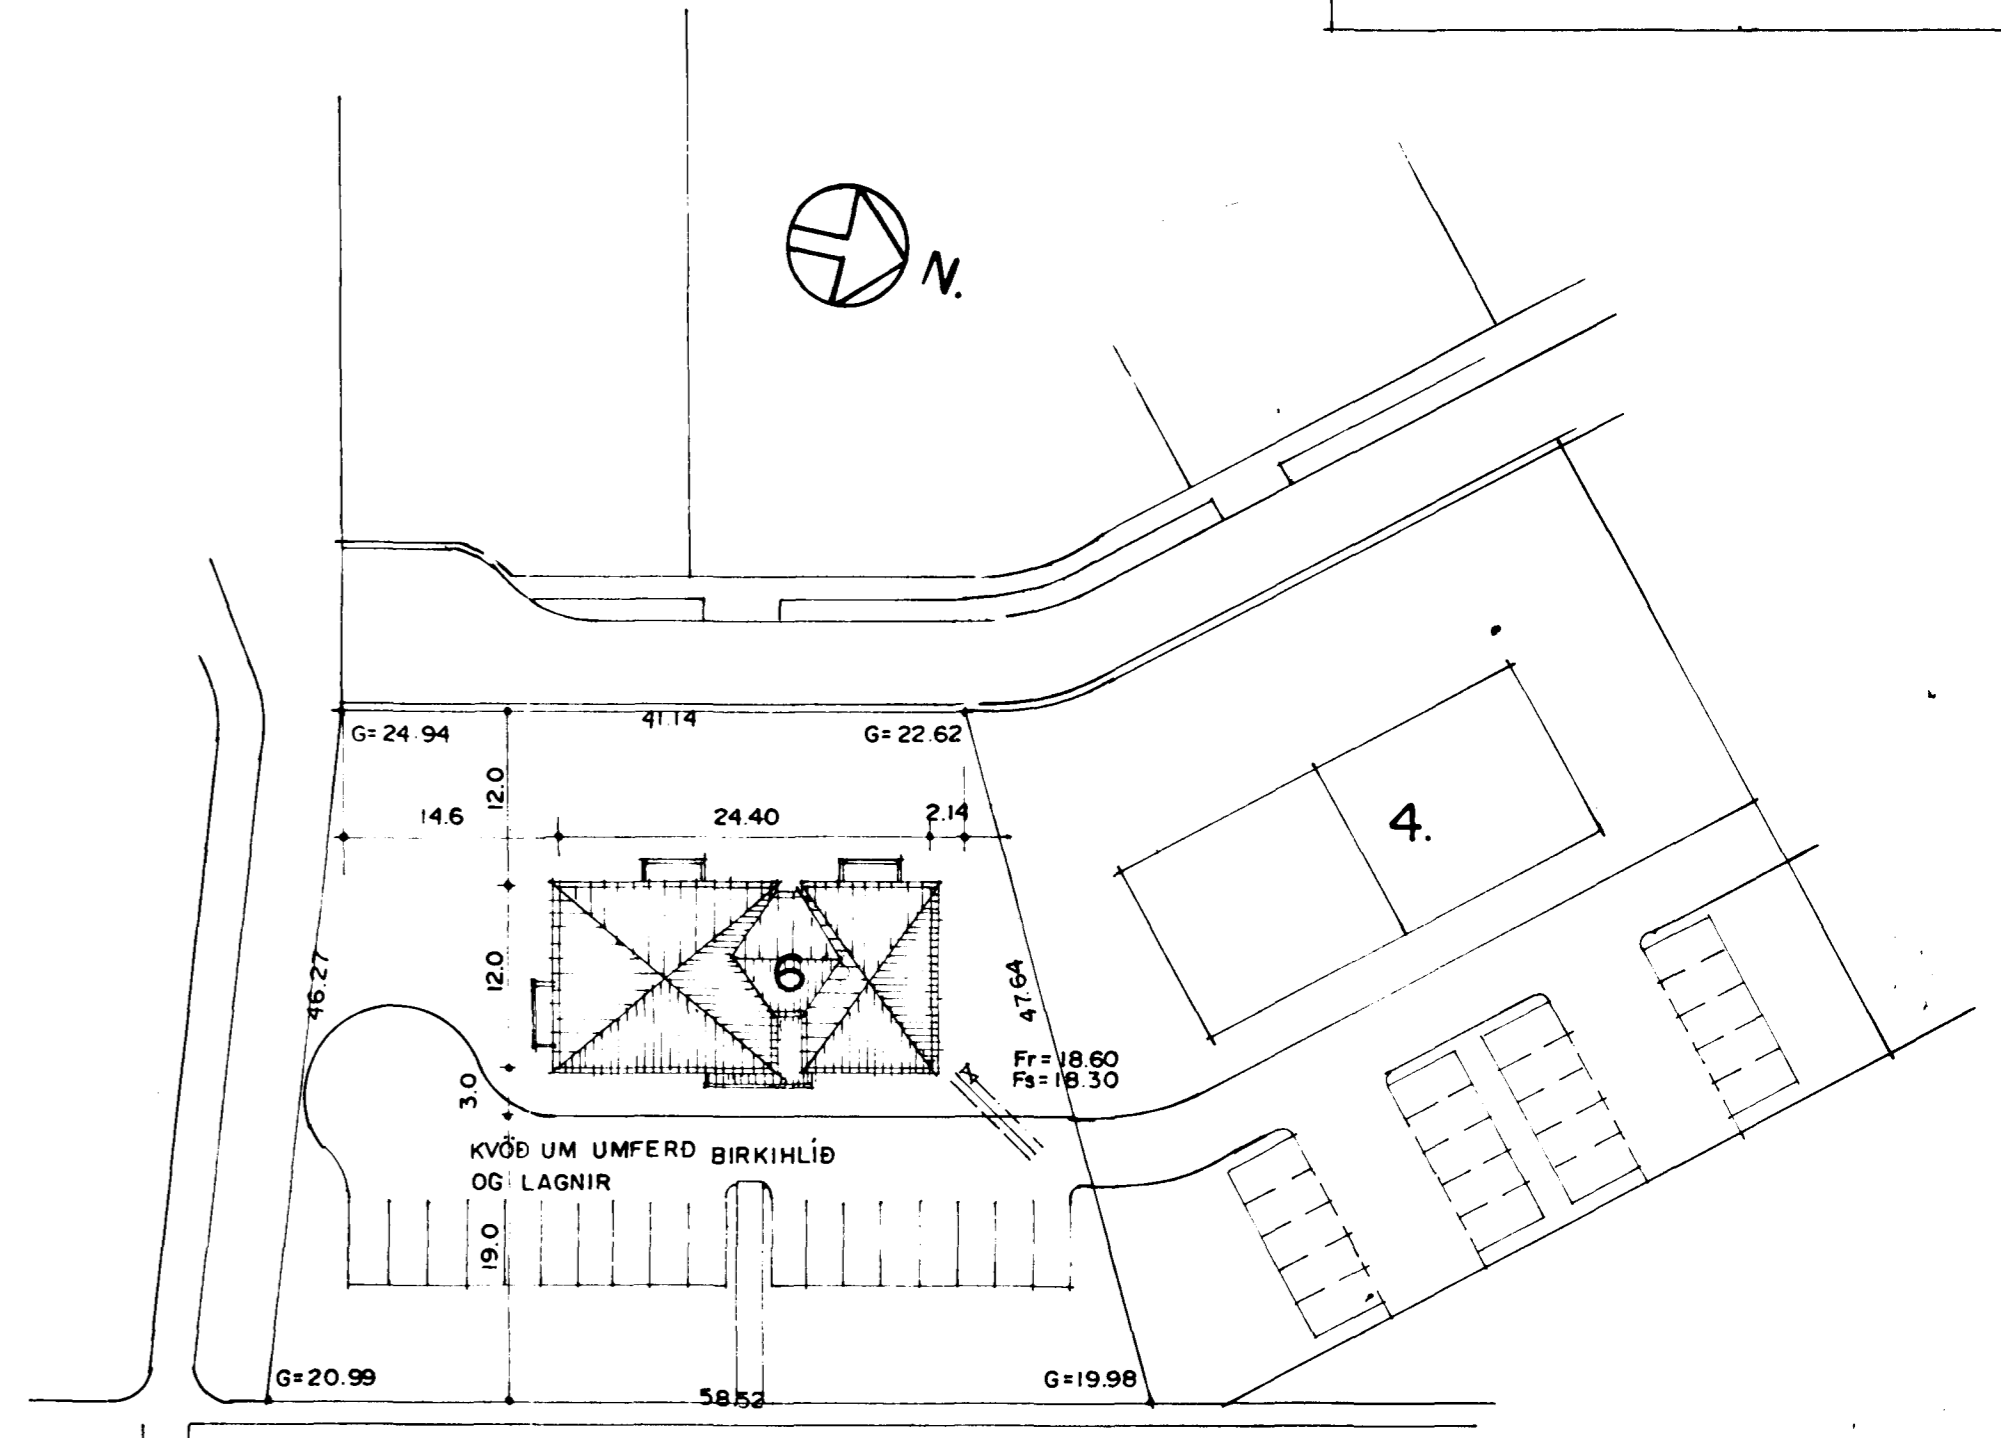 N.
41.14
G=24.94
G=22.62
12.0
14.6
24.40
2.14
4.
46.27
12.0
6
47.64
Fr=18.60
Fs=18.30
3.0
KVÖÐ UM UMFERÐ
OG LAGNIR
BIRKIHLÍÐ
19.0
G=20.99
G=19.98
58.52